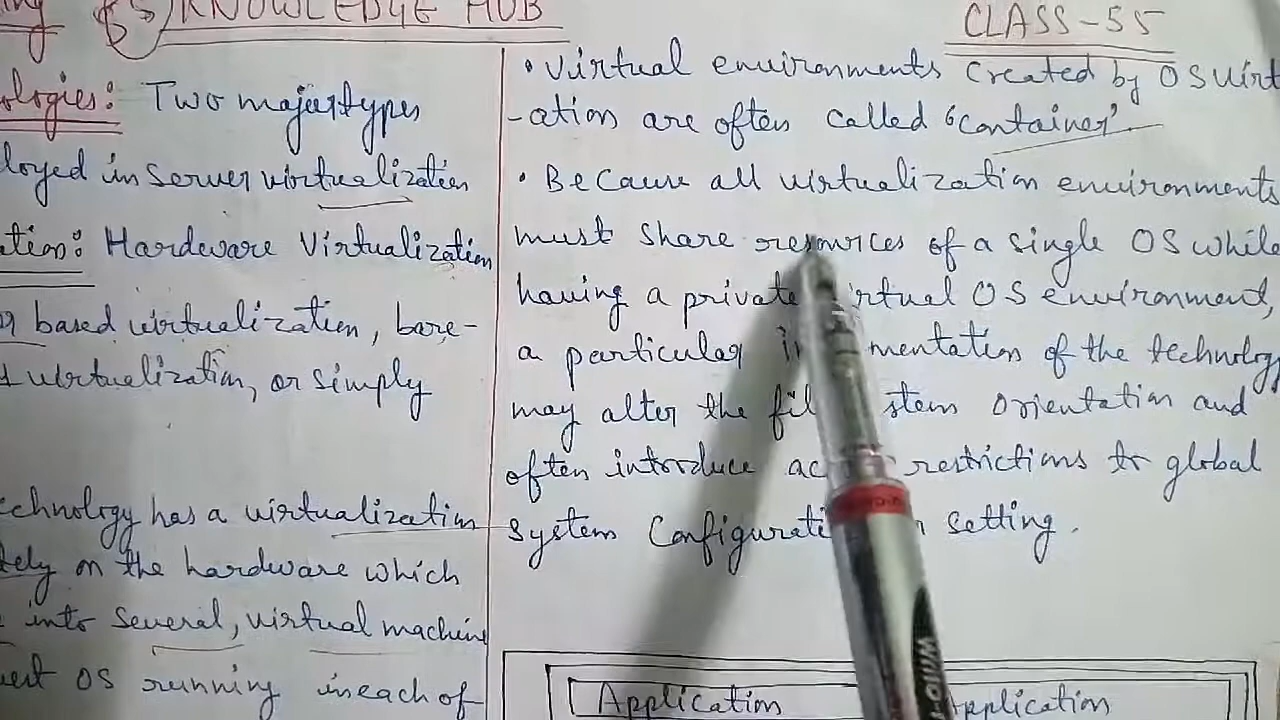 KNOWLEDGE HUB
CLASS-55
ologies: Two major types
loyed in Server virtualization
ation: Hardware Virtualization
based virtualization, bare-
virtualization, or simply
echnology has a virtualization
tely on the hardware which
into several, virtual machine
OS running in each of
• Virtual environments created by OS virt
-ation are often called 'container'
• Because all virtualization environments
must share resources of a single OS while
having a private virtual OS environment,
a particular mentation of the technology
may alter the fil stem orientation and
often introduce restrictions to global
system Configurati setting.
Application
pplication